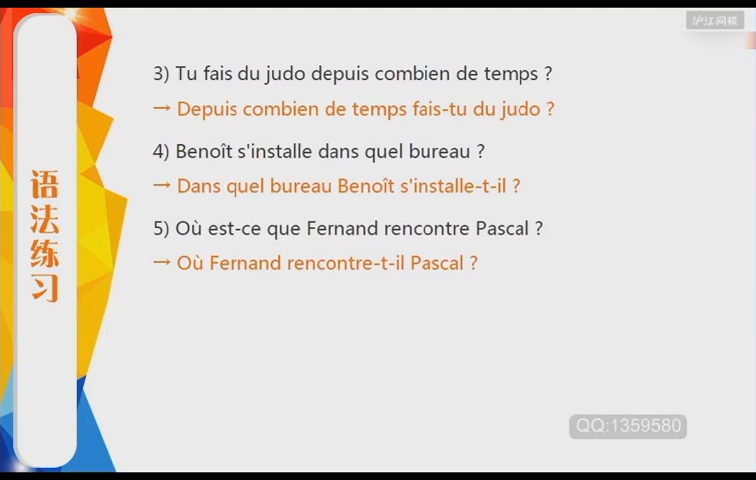 沪江网校
3) Tu fais du judo depuis combien de temps ?
→ Depuis combien de temps fais-tu du judo ?
4) Benoît s'installe dans quel bureau ?
→ Dans quel bureau Benoît s'installe-t-il ?
5) Où est-ce que Fernand rencontre Pascal ?
→ Où Fernand rencontre-t-il Pascal ?
语法练习
QQ:1359580